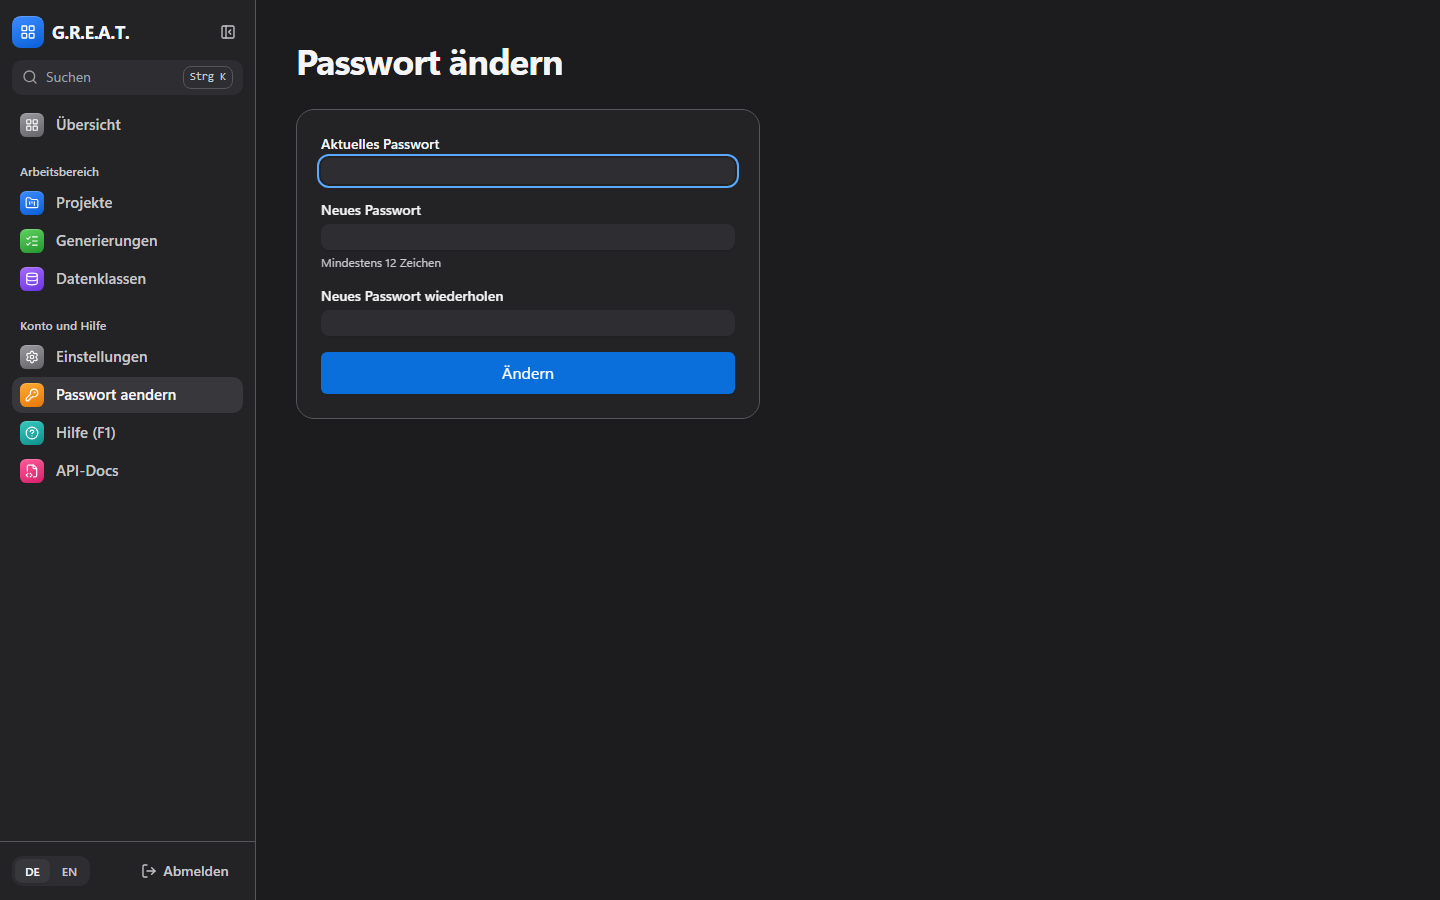 G.R.E.A.T.
Suchen Strg K
Übersicht
Arbeitsbereich
Projekte
Generierungen
Datenklassen
Konto und Hilfe
Einstellungen
Passwort aendern
Hilfe (F1)
API-Docs
DE EN Abmelden
Passwort ändern
Aktuelles Passwort
Neues Passwort
Mindestens 12 Zeichen
Neues Passwort wiederholen
Ändern